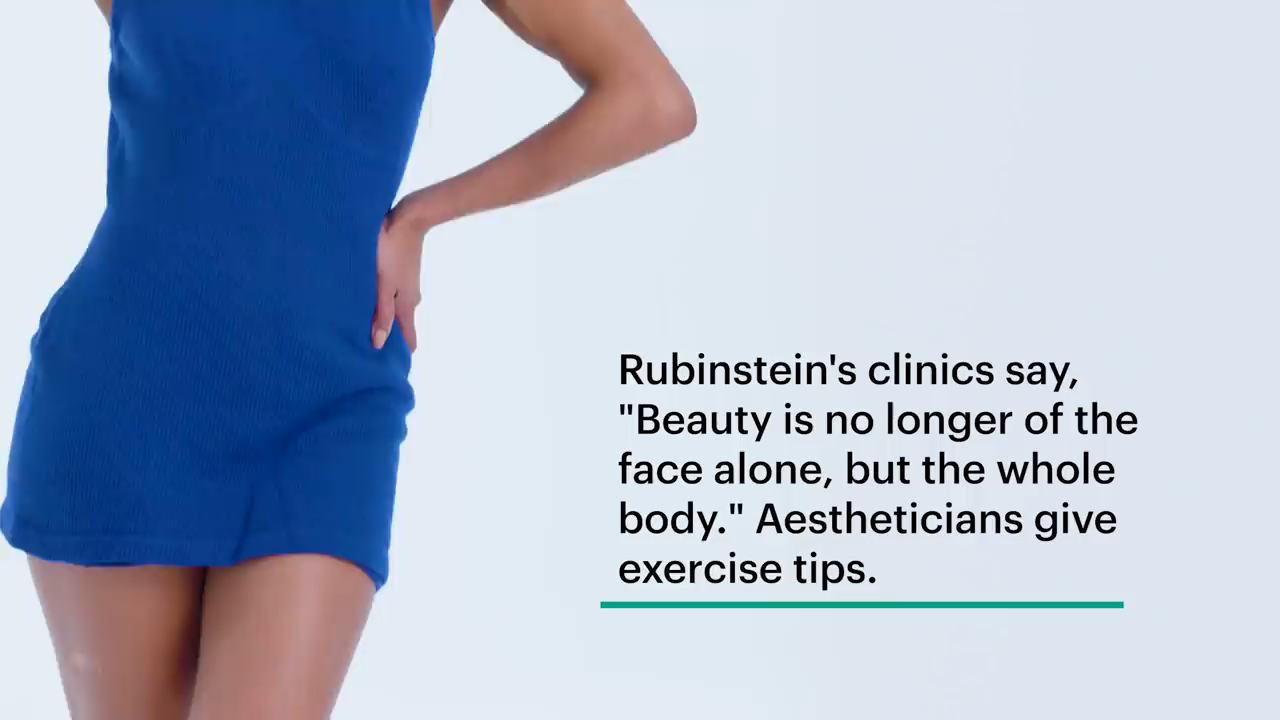 Rubinstein's clinics say,
"Beauty is no longer of the
face alone, but the whole
body." Aestheticians give
exercise tips.